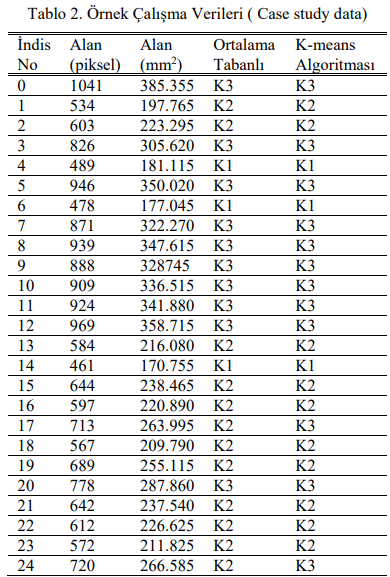 Tablo 2. Örnek Çalışma Verileri ( Case study data)
İndis No Alan (piksel) Alan (mm²) Ortalama Tabanlı K-means Algoritması
0 1041 385.355 K3 K3
1 534 197.765 K2 K2
2 603 223.295 K2 K2
3 826 305.620 K3 K3
4 489 181.115 K1 K1
5 946 350.020 K3 K3
6 478 177.045 K1 K1
7 871 322.270 K3 K3
8 939 347.615 K3 K3
9 888 328745 K3 K3
10 909 336.515 K3 K3
11 924 341.880 K3 K3
12 969 358.715 K3 K3
13 584 216.080 K2 K2
14 461 170.755 K1 K1
15 644 238.465 K2 K2
16 597 220.890 K2 K2
17 713 263.995 K2 K3
18 567 209.790 K2 K2
19 689 255.115 K2 K2
20 778 287.860 K3 K3
21 642 237.540 K2 K2
22 612 226.625 K2 K2
23 572 211.825 K2 K2
24 720 266.585 K2 K3